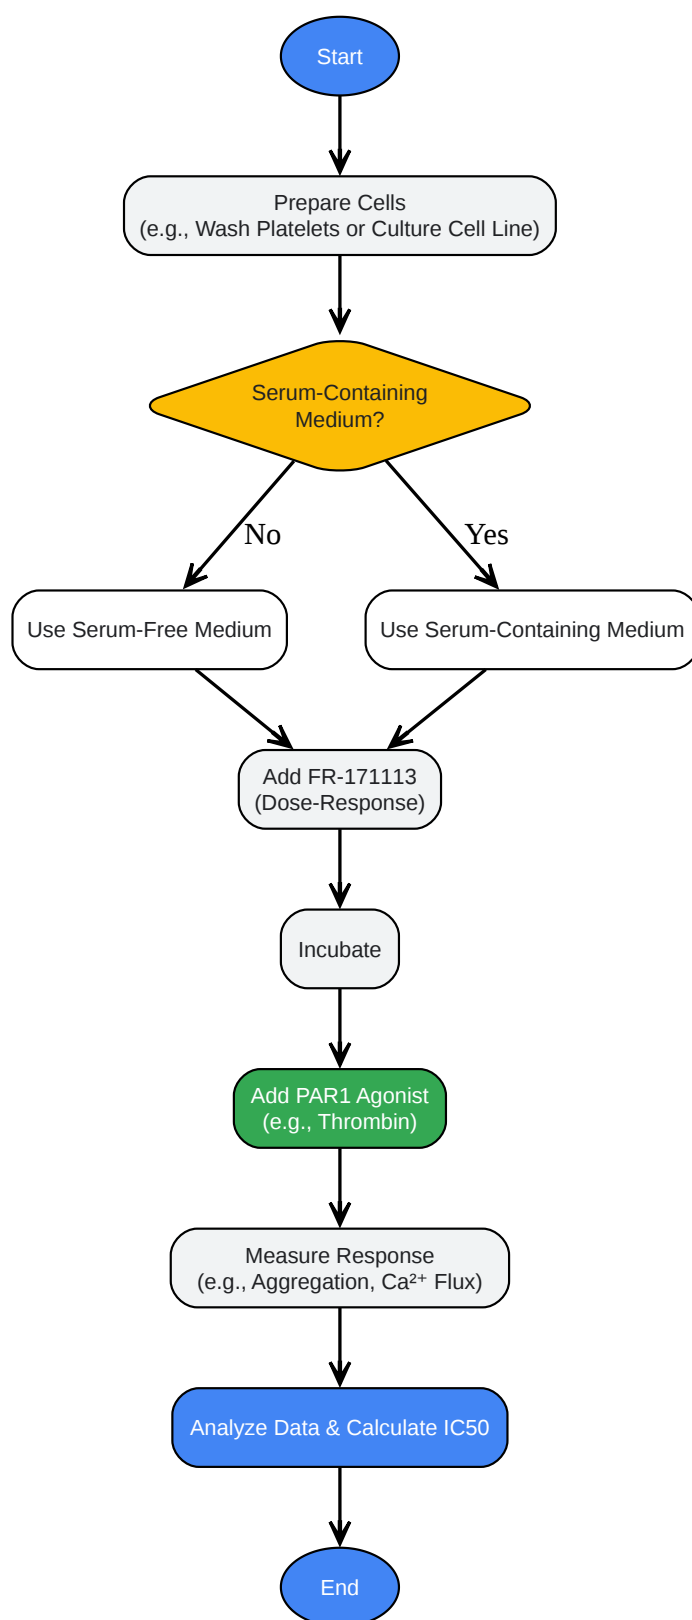 Start
Prepare Cells
(e.g., Wash Platelets or Culture Cell Line)
Serum-Containing
Medium?
No
Yes
Use Serum-Free Medium
Use Serum-Containing Medium
Add FR-171113
(Dose-Response)
Incubate
Add PAR1 Agonist
(e.g., Thrombin)
Measure Response
(e.g., Aggregation, Ca²⁺ Flux)
Analyze Data & Calculate IC50
End